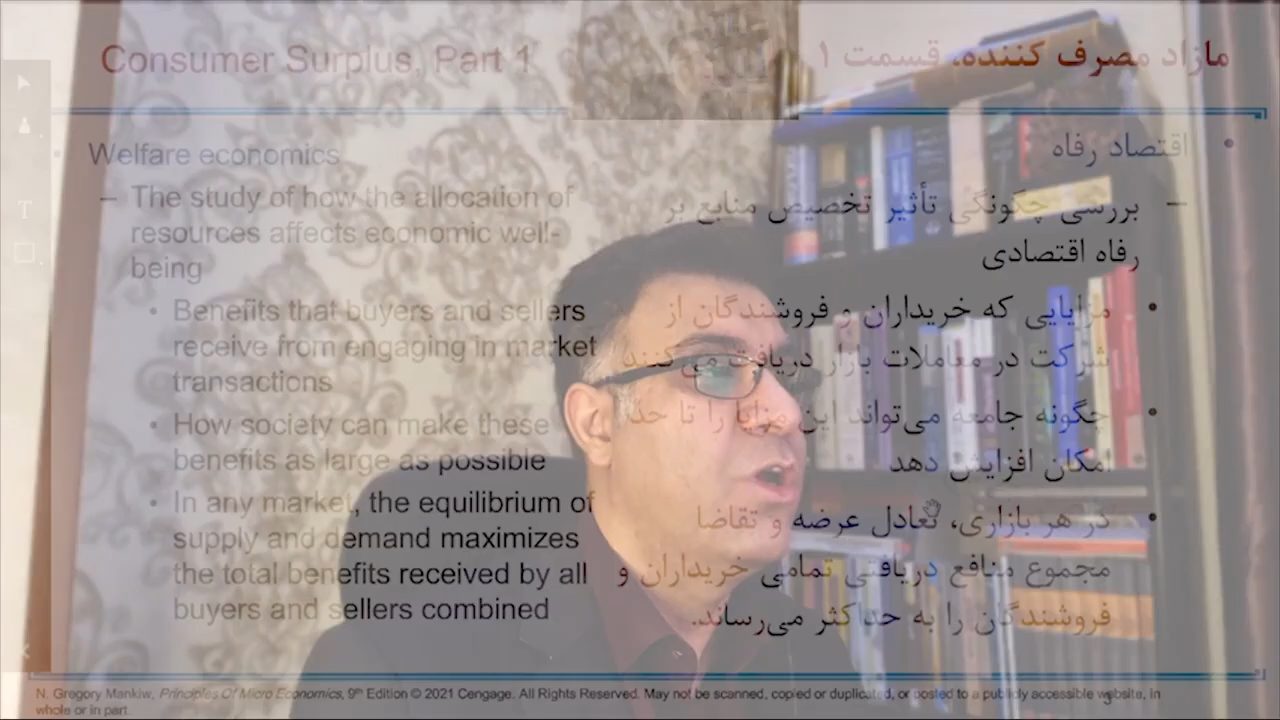 Consumer Surplus, Part 1
مازاد مصرف کننده، قسمت ۱
Welfare economics
– The study of how the allocation of
resources affects economic well-
being
• Benefits that buyers and sellers
receive from engaging in market
transactions
• How society can make these
benefits as large as possible
• In any market, the equilibrium of
supply and demand maximizes
the total benefits received by all
buyers and sellers combined
• اقتصاد رفاه
– بررسی چگونگی تأثیر تخصیص منابع بر
رفاه اقتصادی
• مزایایی که خریداران و فروشندگان از
شرکت در معاملات بازار دریافت می‌کنند
• چگونه جامعه می‌تواند این مزایا را تا حد
امکان افزایش دهد
• در هر بازاری، تعادل عرضه و تقاضا
مجموع منافع دریافتی تمامی خریداران و
فروشندگان را به حداکثر می‌رساند.
N. Gregory Mankiw, Principles Of Micro Economics, 9th Edition © 2021 Cengage. All Rights Reserved. May not be scanned, copied or duplicated, or posted to a publicly accessible website, in
whole or in part.
3